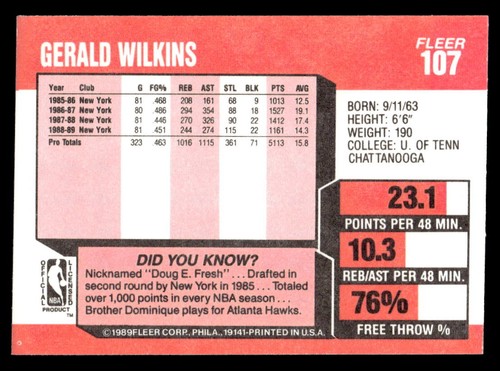 GERALD WILKINS
FLEER
107
Year Club G FG% REB AST STL BLK PTS AVG
1985-86 New York 81 .468 208 161 68 9 1013 12.5
1986-87 New York 80 .486 294 354 88 18 1527 19.1
1987-88 New York 81 .446 270 326 90 22 1412 17.4
1988-89 New York 81 .451 244 274 115 22 1161 14.3
Pro Totals 323 .463 1016 1115 361 71 5113 15.8
BORN: 9/11/63
HEIGHT: 6'6"
WEIGHT: 190
COLLEGE: U. OF TENN
CHATTANOOGA
23.1
POINTS PER 48 MIN.
10.3
REB/AST PER 48 MIN.
76%
FREE THROW %
OFFICIAL LICENSED
NBA
PRODUCT TM
DID YOU KNOW?
Nicknamed "Doug E. Fresh" . . . Drafted in
second round by New York in 1985 . . . Totaled
over 1,000 points in every NBA season . . .
Brother Dominique plays for Atlanta Hawks.
©1989 FLEER CORP., PHILA., 19141-PRINTED IN U.S.A.